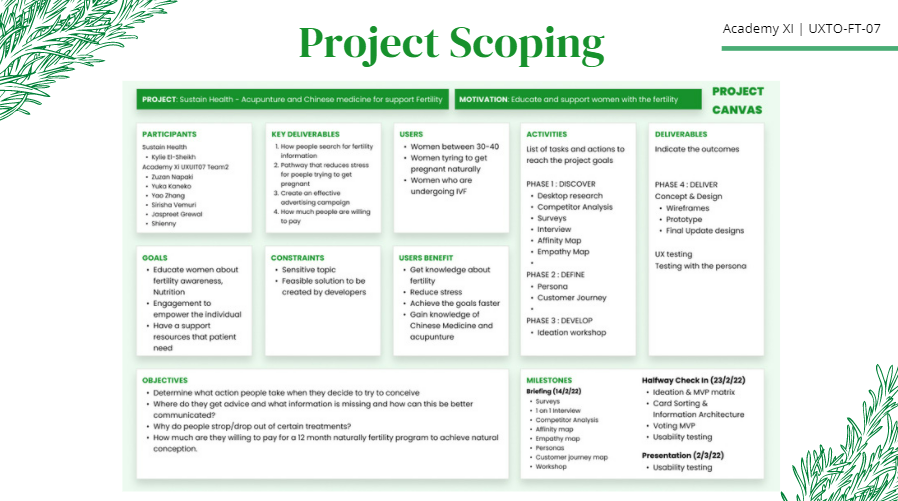 Project Scoping
Academy XI | UXTO-FT-07
PROJECT: Sustain Health - Acupunture and Chinese medicine for support Fertility
MOTIVATION: Educate and support women with the fertility
PROJECT
CANVAS
PARTICIPANTS
Sustain Health
• Kylie El-Sheikh
Academy XI UXUIT07 Team2
• Zuzan Napaki
• Yuka Kaneko
• Yao Zhang
• Sirisha Vemuri
• Jaspreet Grewal
• Shienny
KEY DELIVERABLES
1. How people search for fertility
information
2. Pathway that reduces stress
for poeple trying to get
pregnant
3. Create an effective
advertising campaign
4. How much people are willing
to pay
USERS
• Women between 30-40
• Women tyring to get
pregnant naturally
• Women who are
undergoing IVF
ACTIVITIES
List of tasks and actions to
reach the project goals
PHASE 1 : DISCOVER
• Desktop research
• Competitor Analysis
• Surveys
• Interview
• Affinity Map
• Empathy Map
•
PHASE 2 : DEFINE
• Persona
• Customer Journey
•
PHASE 3 : DEVELOP
• Ideation workshop
DELIVERABLES
Indicate the outcomes
PHASE 4 : DELIVER
Concept & Design
• Wireframes
• Prototype
• Final Update designs
UX testing
Testing with the persona
GOALS
• Educate women about
fertility awareness,
Nutrition
• Engagement to
empower the individual
• Have a support
resources that patient
need
CONSTRAINTS
• Sensitive topic
• Feasible solution to be
created by developers
USERS BENEFIT
• Get knowledge about
fertility
• Reduce stress
• Achieve the goals faster
• Gain knowledge of
Chinese Medicine and
acupunture
OBJECTIVES
• Determine what action people take when they decide to try to conceive
• Where do they get advice and what information is missing and how can this be better
communicated?
• Why do people strop/drop out of certain treatments?
• How much are they willing to pay for a 12 month naturally fertility program to achieve natural
conception.
MILESTONES
Briefing (14/2/22)
• Surveys
• 1 on 1 Interview
• Competitor Analysis
• Affinity map
• Empathy map
• Personas
• Customer journey map
• Workshop
Halfway Check In (23/2/22)
• Ideation & MVP matrix
• Card Sorting &
Information Architecture
• Voting MVP
• Usability testing
Presentation (2/3/22)
• Usability testing